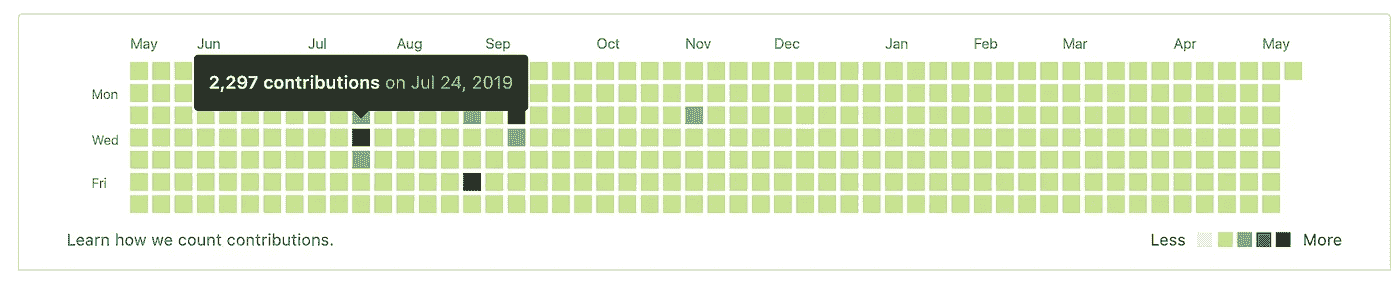 May Jun Jul Aug Sep Oct Nov Dec Jan Feb Mar Apr May
2,297 contributions on Jul 24, 2019
Mon
Wed
Fri
Learn how we count contributions.
Less More